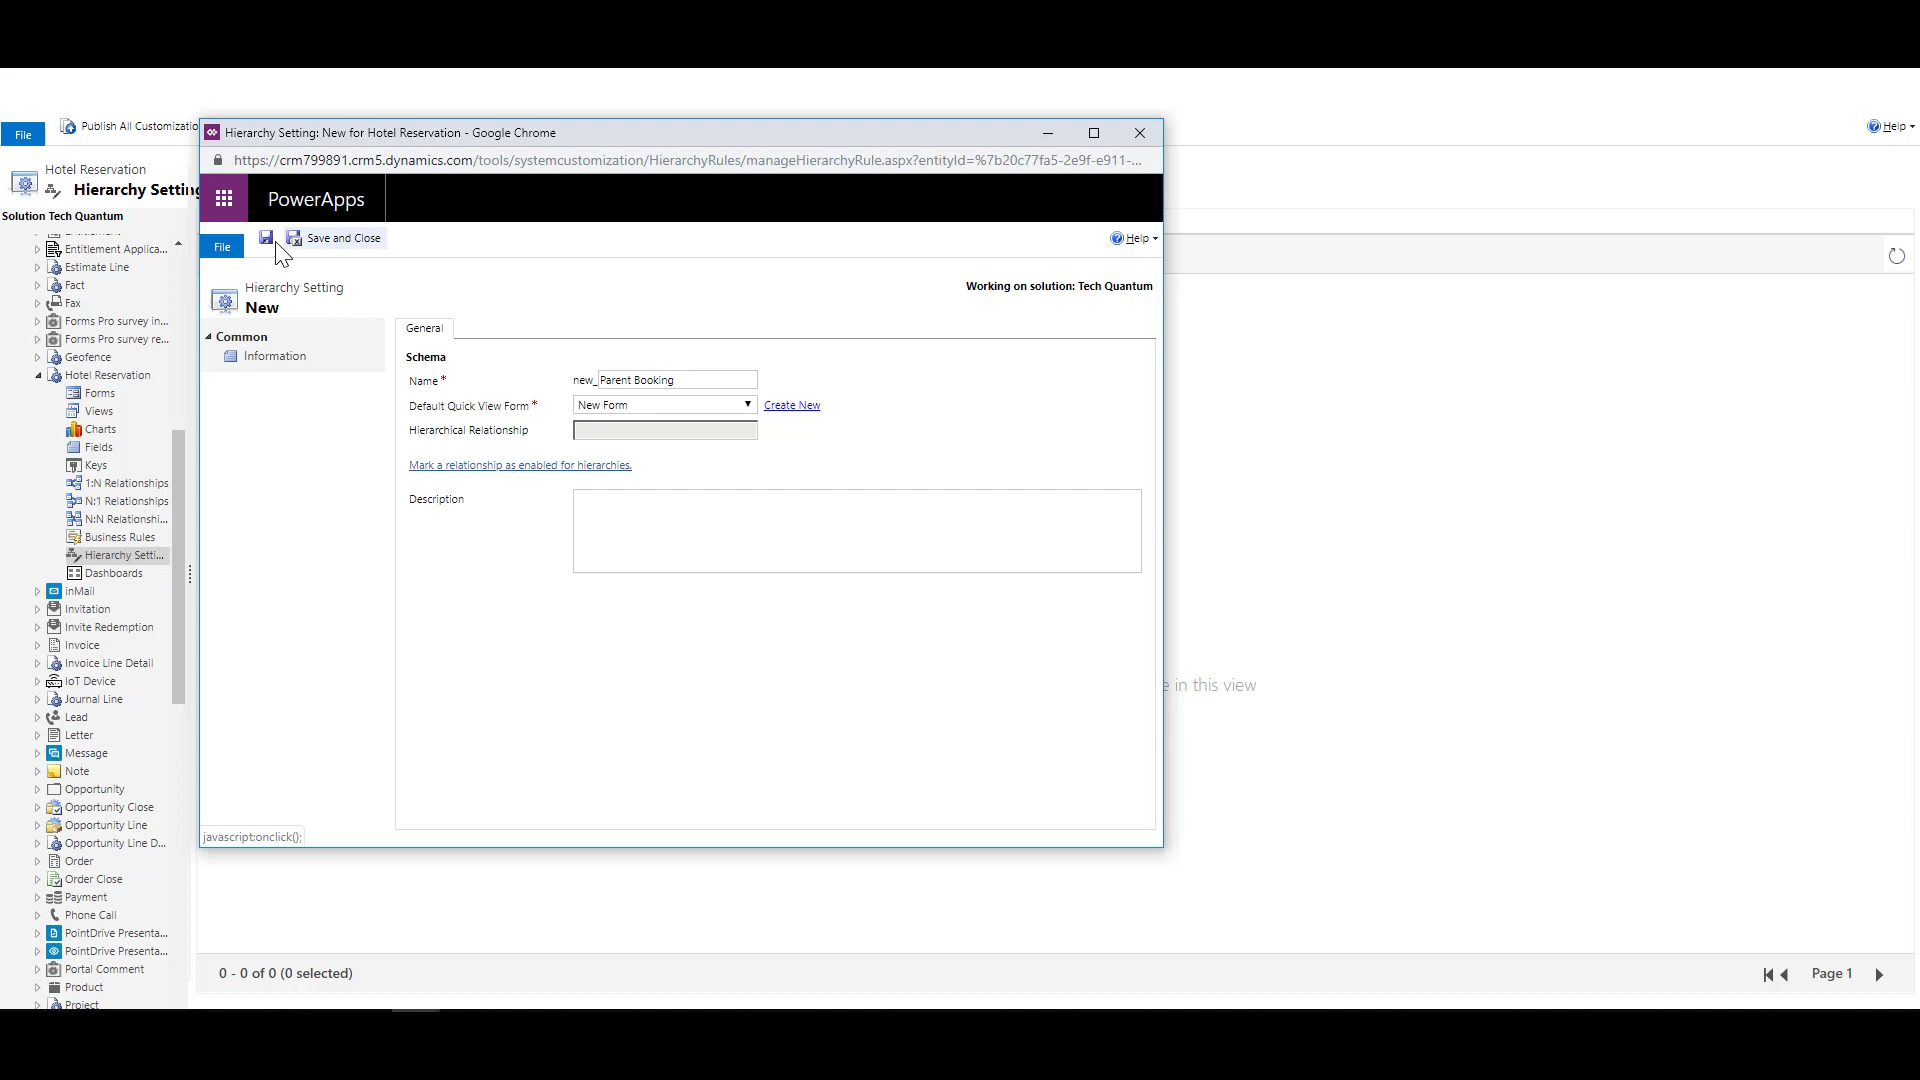 Hierarchy Setting: New for Hotel Reservation - Google Chrome
https://crm799891.crm5.dynamics.com/tools/systemcustomization/HierarchyRules/manageHierarchyRule.aspx?entityId=%7b20c77fa5-2e9f-e911-...
PowerApps
File
Save and Close
Help
Hierarchy Setting
New
Working on solution: Tech Quantum
Common
Information
General
Schema
Name *
new_
Parent Booking
Default Quick View Form *
New Form
Create New
Hierarchical Relationship
Mark a relationship as enabled for hierarchies.
Description
javascript:onclick();
File
Publish All Customizatio
Help
Hotel Reservation
Hierarchy Setting
Solution Tech Quantum
Entitlement Applica...
Estimate Line
Fact
Fax
Forms Pro survey in...
Forms Pro survey re...
Geofence
Hotel Reservation
Forms
Views
Charts
Fields
Keys
1:N Relationships
N:1 Relationships
N:N Relationshi...
Business Rules
Hierarchy Setti...
Dashboards
inMail
Invitation
Invite Redemption
Invoice
Invoice Line Detail
IoT Device
Journal Line
Lead
Letter
Message
Note
Opportunity
Opportunity Close
Opportunity Line
Opportunity Line D...
Order
Order Close
Payment
Phone Call
PointDrive Presenta...
PointDrive Presenta...
Portal Comment
Product
Project
e in this view
0 - 0 of 0 (0 selected)
Page 1